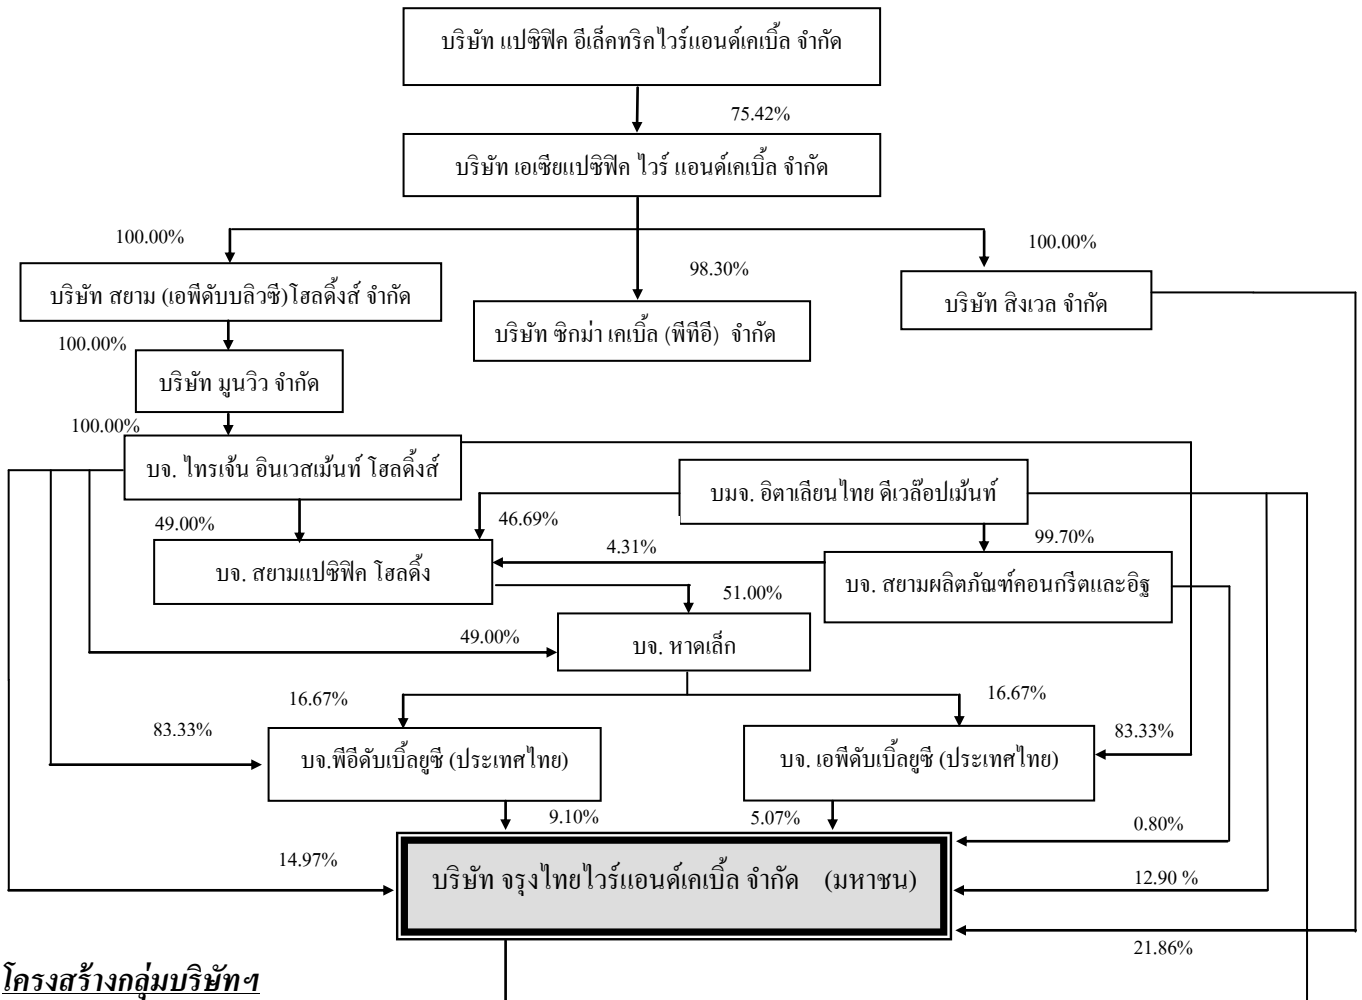 บริษัท แปซิฟิค อีเล็คทริคไวร์แอนด์เคเบิ้ล จำกัด
75.42%
บริษัท เอเซียแปซิฟิค ไวร์ แอนด์เคเบิ้ล จำกัด
100.00%
98.30%
100.00%
บริษัท สยาม (เอพีดับบลิวซี)โฮลดิ้งส์ จำกัด
บริษัท ซิกม่า เคเบิ้ล (พีทีอี) จำกัด
บริษัท สิงเวล จำกัด
100.00%
บริษัท มูนวิว จำกัด
100.00%
บจ. ไทรเจ้น อินเวสเม้นท์ โฮลดิ้งส์
บมจ. อิตาเลียนไทย ดีเวล๊อปเม้นท์
49.00%
46.69%
4.31%
99.70%
บจ. สยามแปซิฟิค โฮลดิ้ง
บจ. สยามผลิตภัณฑ์คอนกรีตและอิฐ
51.00%
49.00%
บจ. หาดเล็ก
16.67%
16.67%
83.33%
83.33%
บจ.พีอีดับเบิ้ลยูซี (ประเทศไทย)
บจ. เอพีดับเบิ้ลยูซี (ประเทศไทย)
9.10%
5.07%
0.80%
14.97%
บริษัท จรุงไทยไวร์แอนด์เคเบิ้ล จำกัด (มหาชน)
12.90 %
21.86%
โครงสร้างกลุ่มบริษัทฯ